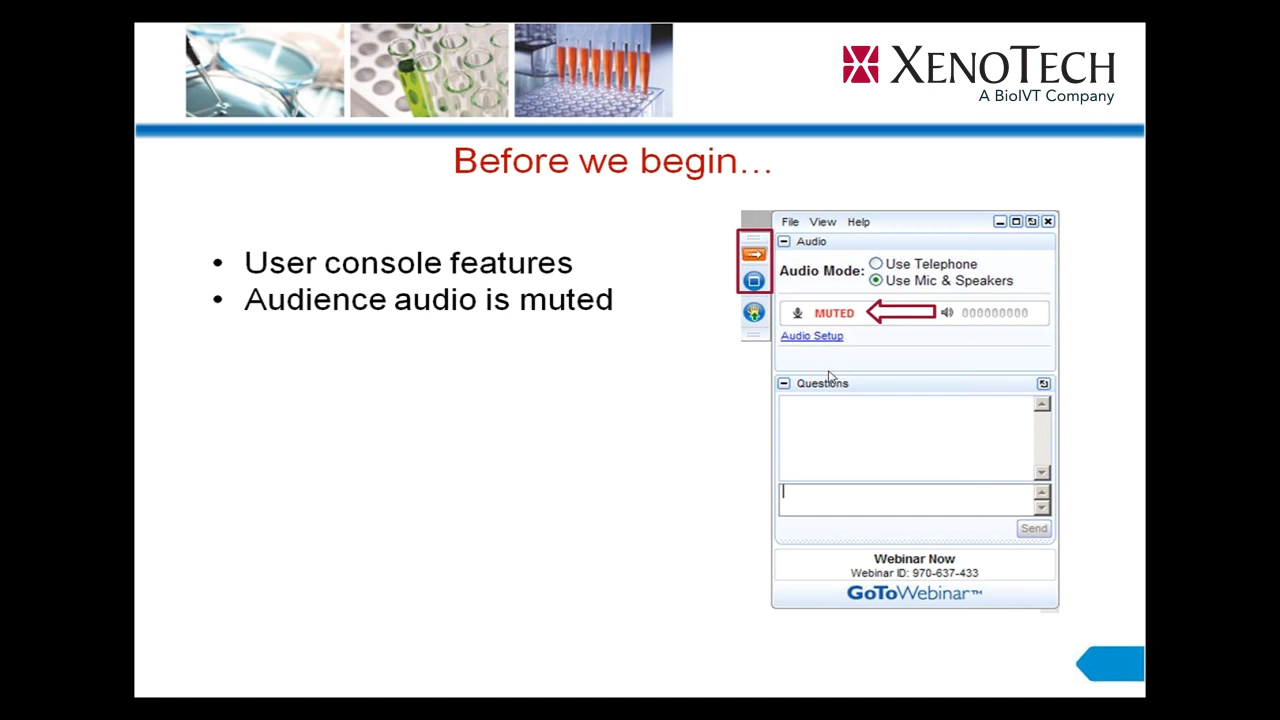 XENOTECH
A BioIVT Company
Before we begin…
• User console features
• Audience audio is muted
File View Help
Audio
Audio Mode: Use Telephone
Use Mic & Speakers
MUTED 000000000
Audio Setup
Questions
Send
Webinar Now
Webinar ID: 970-637-433
GoToWebinar™